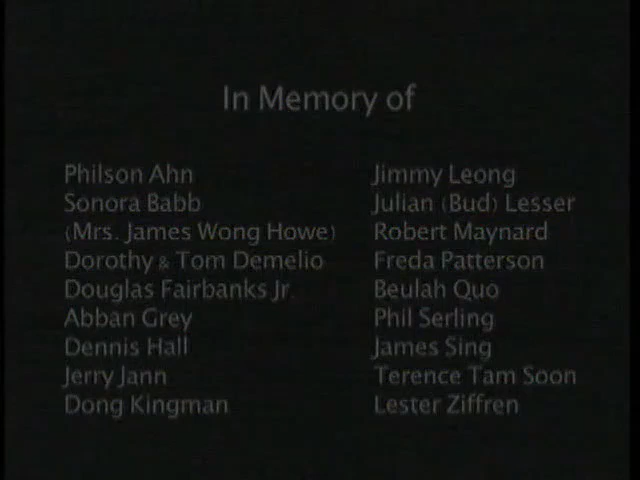 In Memory of
Philson Ahn
Sonora Babb
(Mrs. James Wong Howe)
Dorothy & Tom Demelio
Douglas Fairbanks Jr.
Abban Grey
Dennis Hall
Jerry Jann
Dong Kingman
Jimmy Leong
Julian (Bud) Lesser
Robert Maynard
Freda Patterson
Beulah Quo
Phil Serling
James Sing
Terence Tam Soon
Lester Ziffren